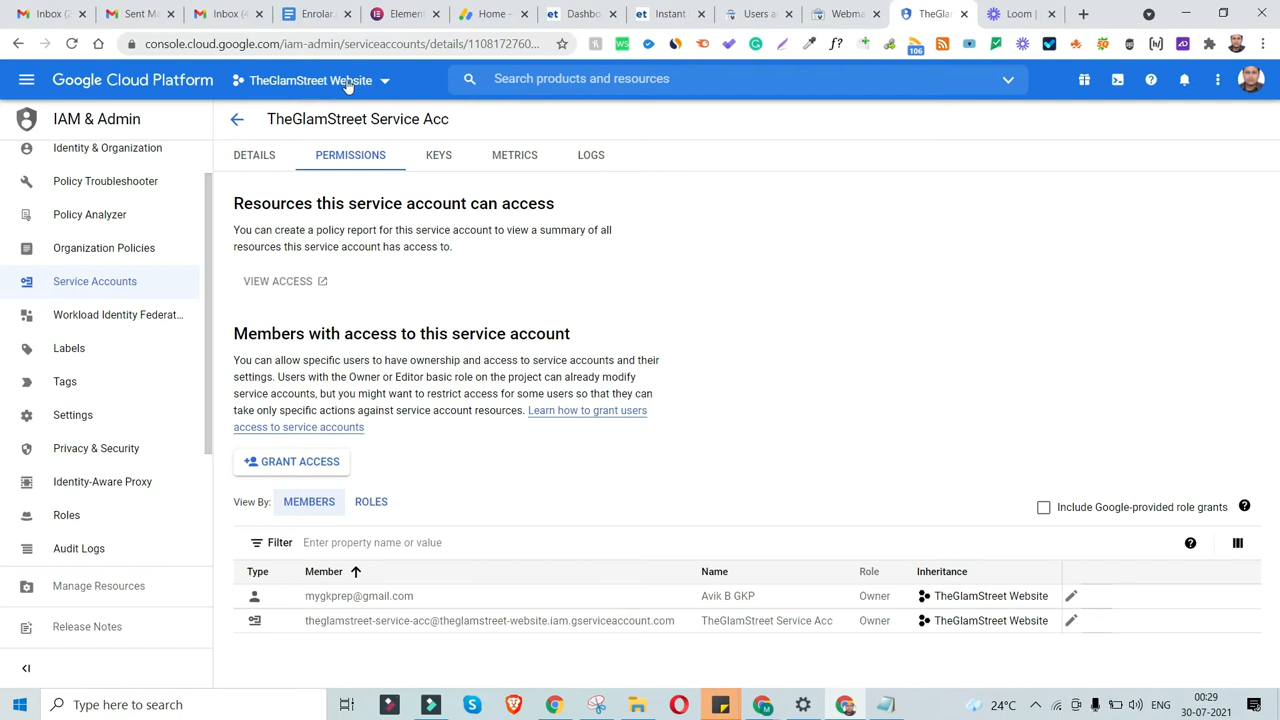 Inbox (
Sent M
Inbox (4
Enrolar
Element
Home –
Dashbo
Instant
Users a
Webma
TheGlar
Loom |
console.cloud.google.com/iam-admin/serviceaccounts/details/1181728760...
106
Google Cloud Platform
TheGlamStreet Website
Search products and resources
IAM & Admin
TheGlamStreet Service Acc
Identity & Organization
Policy Troubleshooter
Policy Analyzer
Organization Policies
Service Accounts
Workload Identity Federat...
Labels
Tags
Settings
Privacy & Security
Identity-Aware Proxy
Roles
Audit Logs
Manage Resources
Release Notes
DETAILS
PERMISSIONS
KEYS
METRICS
LOGS
Resources this service account can access
You can create a policy report for this service account to view a summary of all
resources this service account has access to.
VIEW ACCESS
Members with access to this service account
You can allow specific users to have ownership and access to service accounts and their
settings. Users with the Owner or Editor basic role on the project can already modify
service accounts, but you might want to restrict access for some users so that they can
take only specific actions against service account resources. Learn how to grant users
access to service accounts
GRANT ACCESS
View By: MEMBERS ROLES
Include Google-provided role grants
Filter Enter property name or value
Type Member Name Role Inheritance
mygkprep@gmail.com Avik B GKP Owner TheGlamStreet Website
theglamstreet-service-acc@theglamstreet-website.iam.gserviceaccount.com TheGlamStreet Service Acc Owner TheGlamStreet Website
Type here to search
24°C
ENG
00:29
30-07-2021